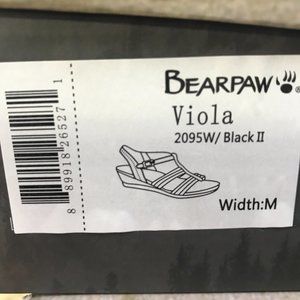 BEARPAW®
Viola
2095W/ Black II
Width:M
8 89918 26527 1